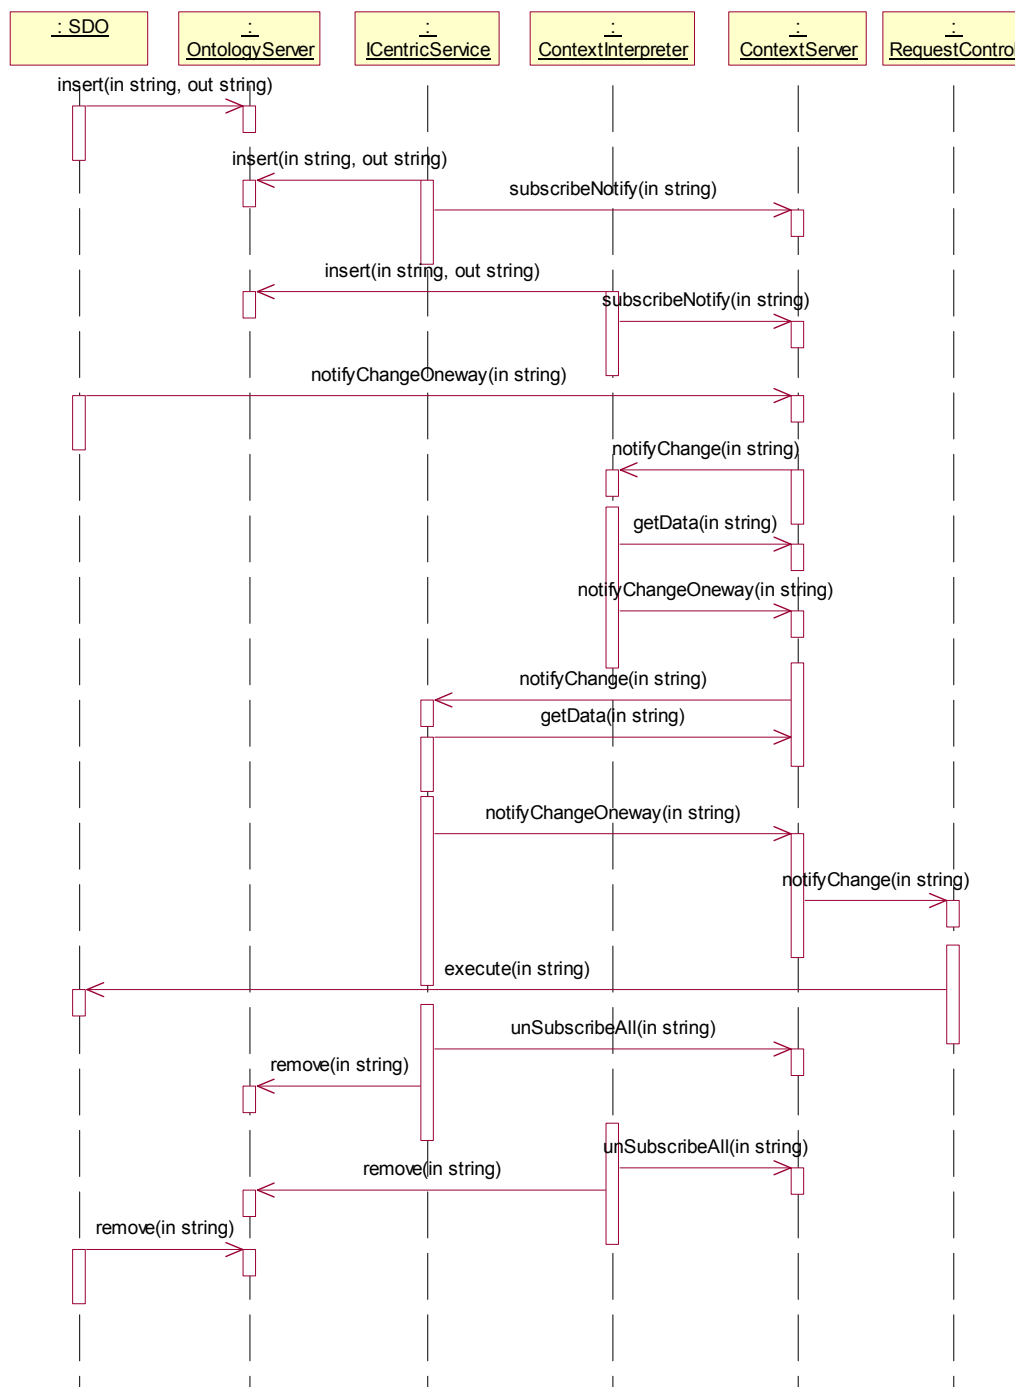 : SDO
:
OntologyServer
:
ICentricService
:
ContextInterpreter
:
ContextServer
:
RequestControl
insert(in string, out string)
insert(in string, out string)
subscribeNotify(in string)
insert(in string, out string)
subscribeNotify(in string)
notifyChangeOneway(in string)
notifyChange(in string)
getData(in string)
notifyChangeOneway(in string)
notifyChange(in string)
getData(in string)
notifyChangeOneway(in string)
notifyChange(in string)
execute(in string)
unSubscribeAll(in string)
remove(in string)
unSubscribeAll(in string)
remove(in string)
remove(in string)